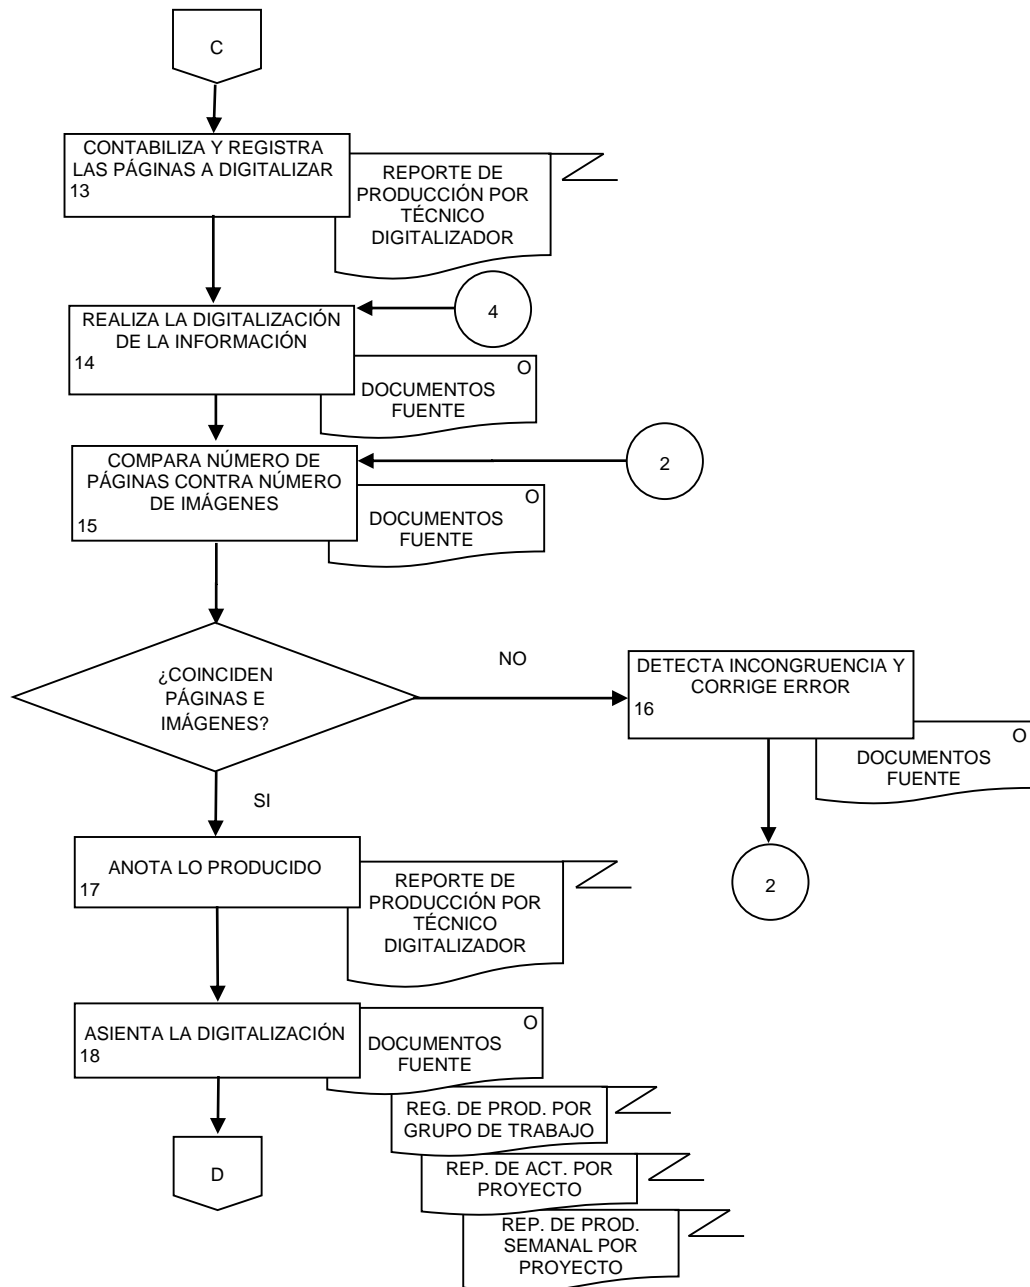 C
CONTABILIZA Y REGISTRA
LAS PÁGINAS A DIGITALIZAR
13
REPORTE DE
PRODUCCIÓN POR
TÉCNICO
DIGITALIZADOR
4
REALIZA LA DIGITALIZACIÓN
DE LA INFORMACIÓN
14
O
DOCUMENTOS
FUENTE
COMPARA NÚMERO DE
PÁGINAS CONTRA NÚMERO
DE IMÁGENES
15
2
O
DOCUMENTOS
FUENTE
¿COINCIDEN
PÁGINAS E
IMÁGENES?
NO
DETECTA INCONGRUENCIA Y
CORRIGE ERROR
16
O
DOCUMENTOS
FUENTE
2
SI
ANOTA LO PRODUCIDO
17
REPORTE DE
PRODUCCIÓN POR
TÉCNICO
DIGITALIZADOR
ASIENTA LA DIGITALIZACIÓN
18
O
DOCUMENTOS
FUENTE
REG. DE PROD. POR
GRUPO DE TRABAJO
REP. DE ACT. POR
PROYECTO
REP. DE PROD.
SEMANAL POR
PROYECTO
D